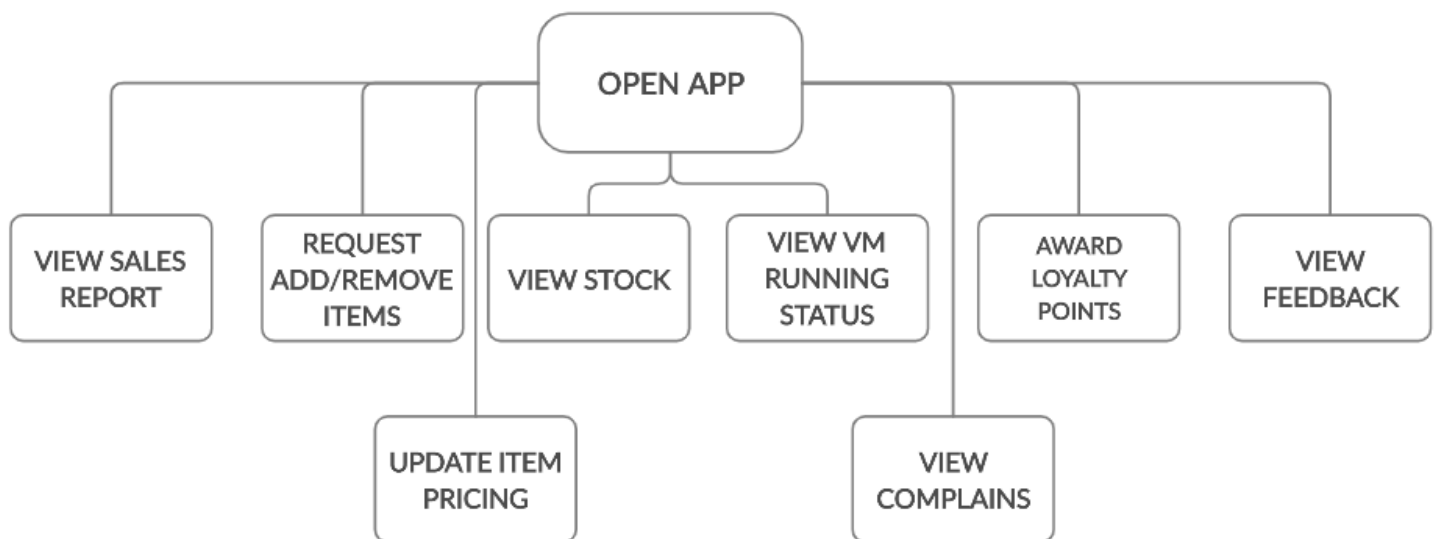 OPEN APP
VIEW SALES
REPORT
REQUEST
ADD/REMOVE
ITEMS
VIEW STOCK
VIEW VM
RUNNING
STATUS
AWARD
LOYALTY
POINTS
VIEW
FEEDBACK
UPDATE ITEM
PRICING
VIEW
COMPLAINS